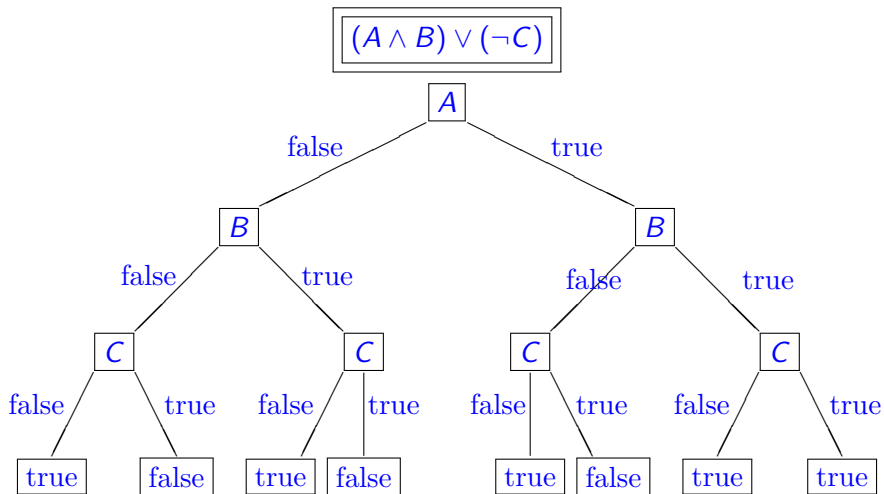 (A ∧ B) ∨ (¬C)
A
false true
B B
false true false true
C C C C
false true false true false true false true
true false true false true false true true